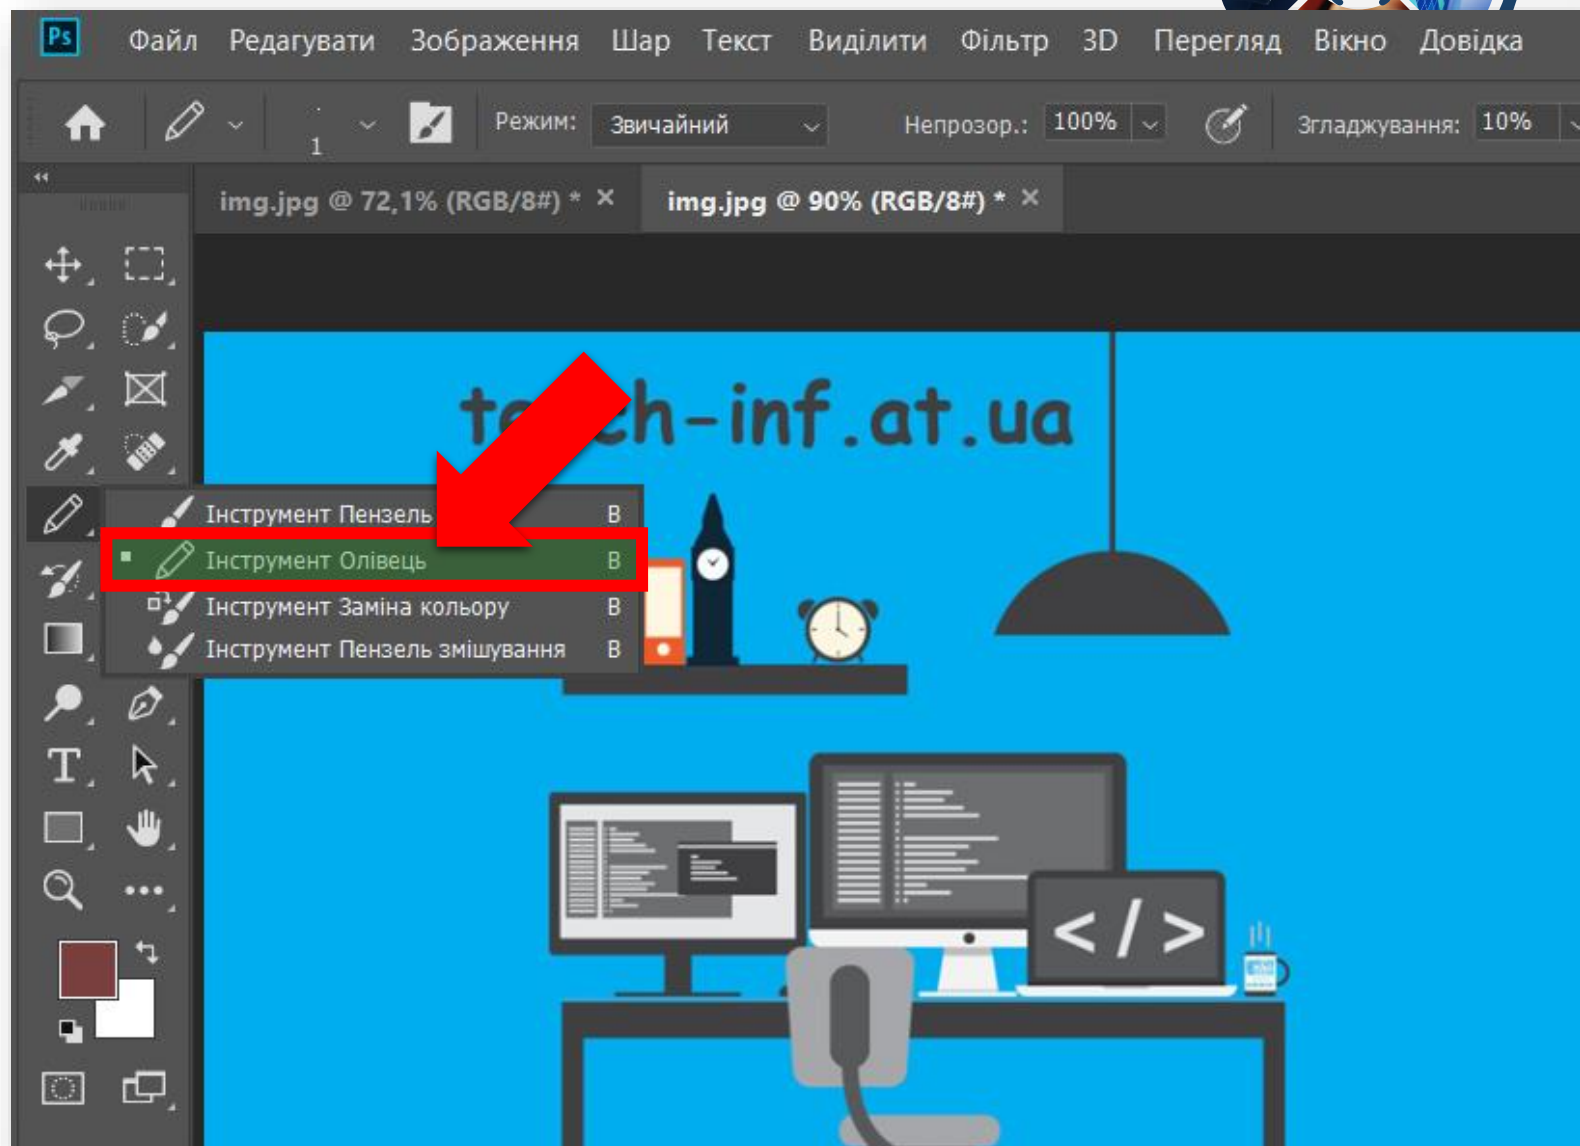 Ps Файл Редагувати Зображення Шар Текст Виділити Фільтр 3D Перегляд Вікно Довідка
1 Режим: Звичайний Непрозор.: 100% Згладжування: 10%
img.jpg @ 72,1% (RGB/8#) * × img.jpg @ 90% (RGB/8#) * ×
-inf.at.ua
Інструмент Пензель B
Інструмент Олівець B
Інструмент Заміна кольору B
Інструмент Пензель змішування B
T
</>